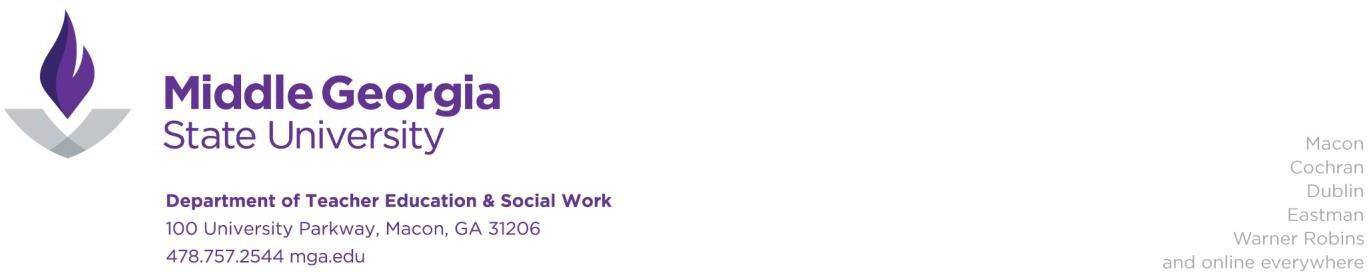 Middle Georgia
State University
Department of Teacher Education & Social Work
100 University Parkway, Macon, GA 31206
478.757.2544 mga.edu
Macon
Cochran
Dublin
Eastman
Warner Robins
and online everywhere